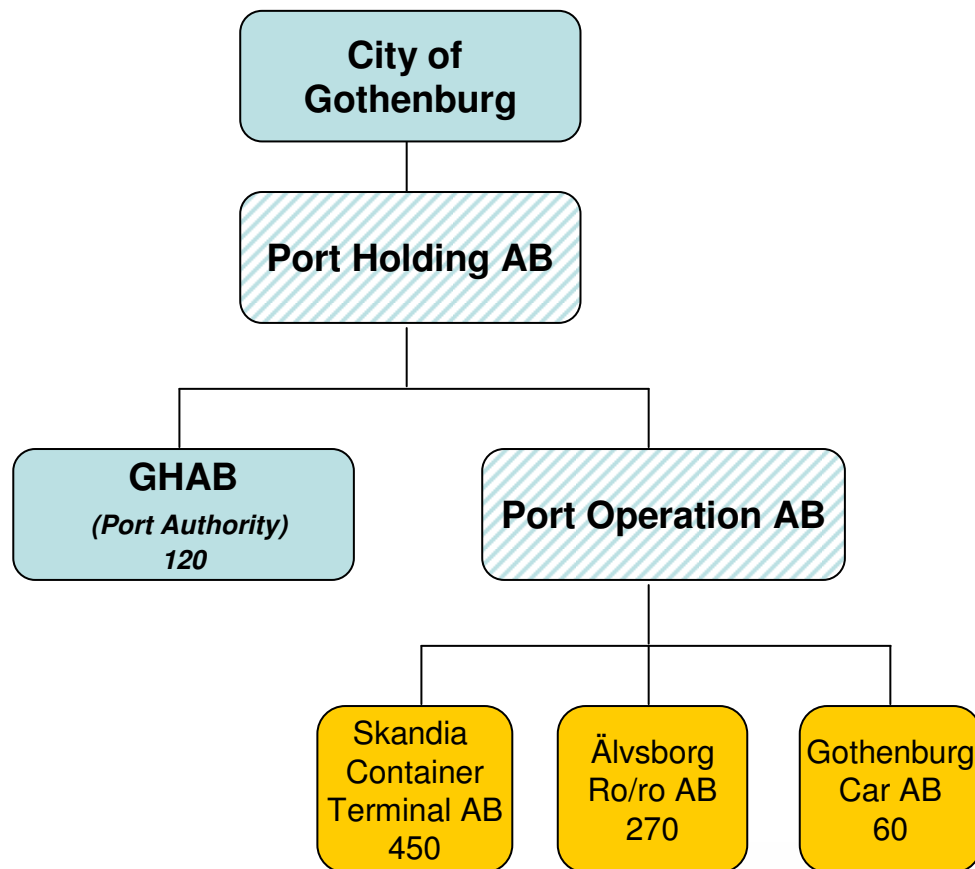 City of
Gothenburg
Port Holding AB
GHAB
(Port Authority)
120
Port Operation AB
Skandia
Container
Terminal AB
450
Älvsborg
Ro/ro AB
270
Gothenburg
Car AB
60